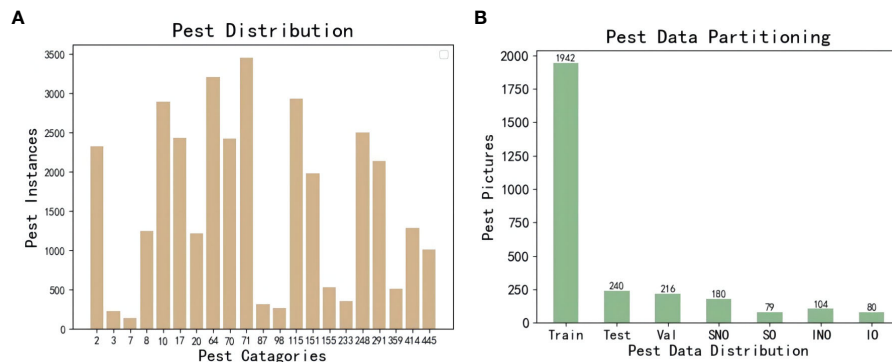 A
Pest Distribution
3500
3000
2500
2000
1500
1000
500
0
Pest Instances
2 3 7 8 10 17 20 64 70 71 87 98 115 151 155 233 248 291 359 414 445
Pest Catagories
B
Pest Data Partitioning
2000
1750
1500
1250
1000
750
500
250
0
Pest Pictures
1942
240
216
180
79
104
80
Train Test Val SNO SO INO IO
Pest Data Distribution